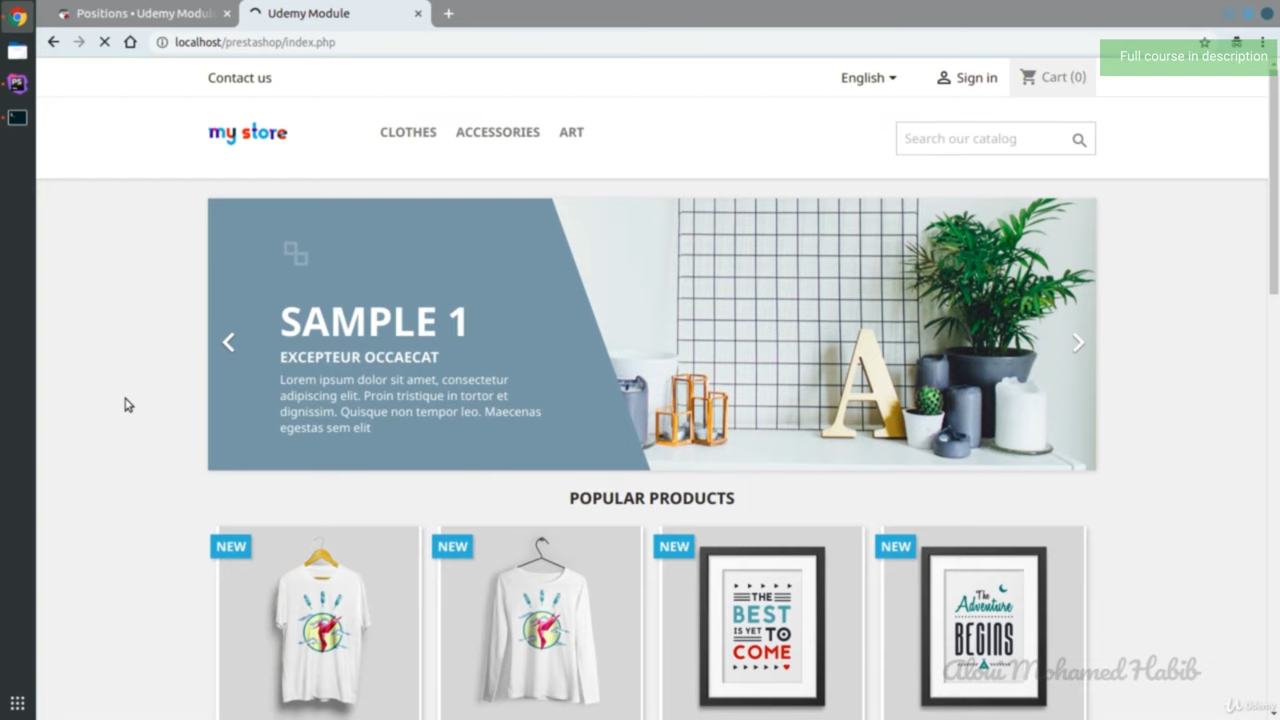 Positions • Udemy Modul
Udemy Module
localhost/prestashop/index.php
Full course in description
Contact us
English
Sign in
Cart (0)
my store
CLOTHES
ACCESSORIES
ART
Search our catalog
SAMPLE 1
EXCEPTEUR OCCAECAT
Lorem ipsum dolor sit amet, consectetur
adipiscing elit. Proin tristique in tortor et
dignissim. Quisque non tempor leo. Maecenas
egestas sem elit
A
POPULAR PRODUCTS
NEW
NEW
NEW
NEW
THE
BEST
IS YET TO
COME
The
Adventure
BEGINS
Mohamed Habib
Udemy
PS